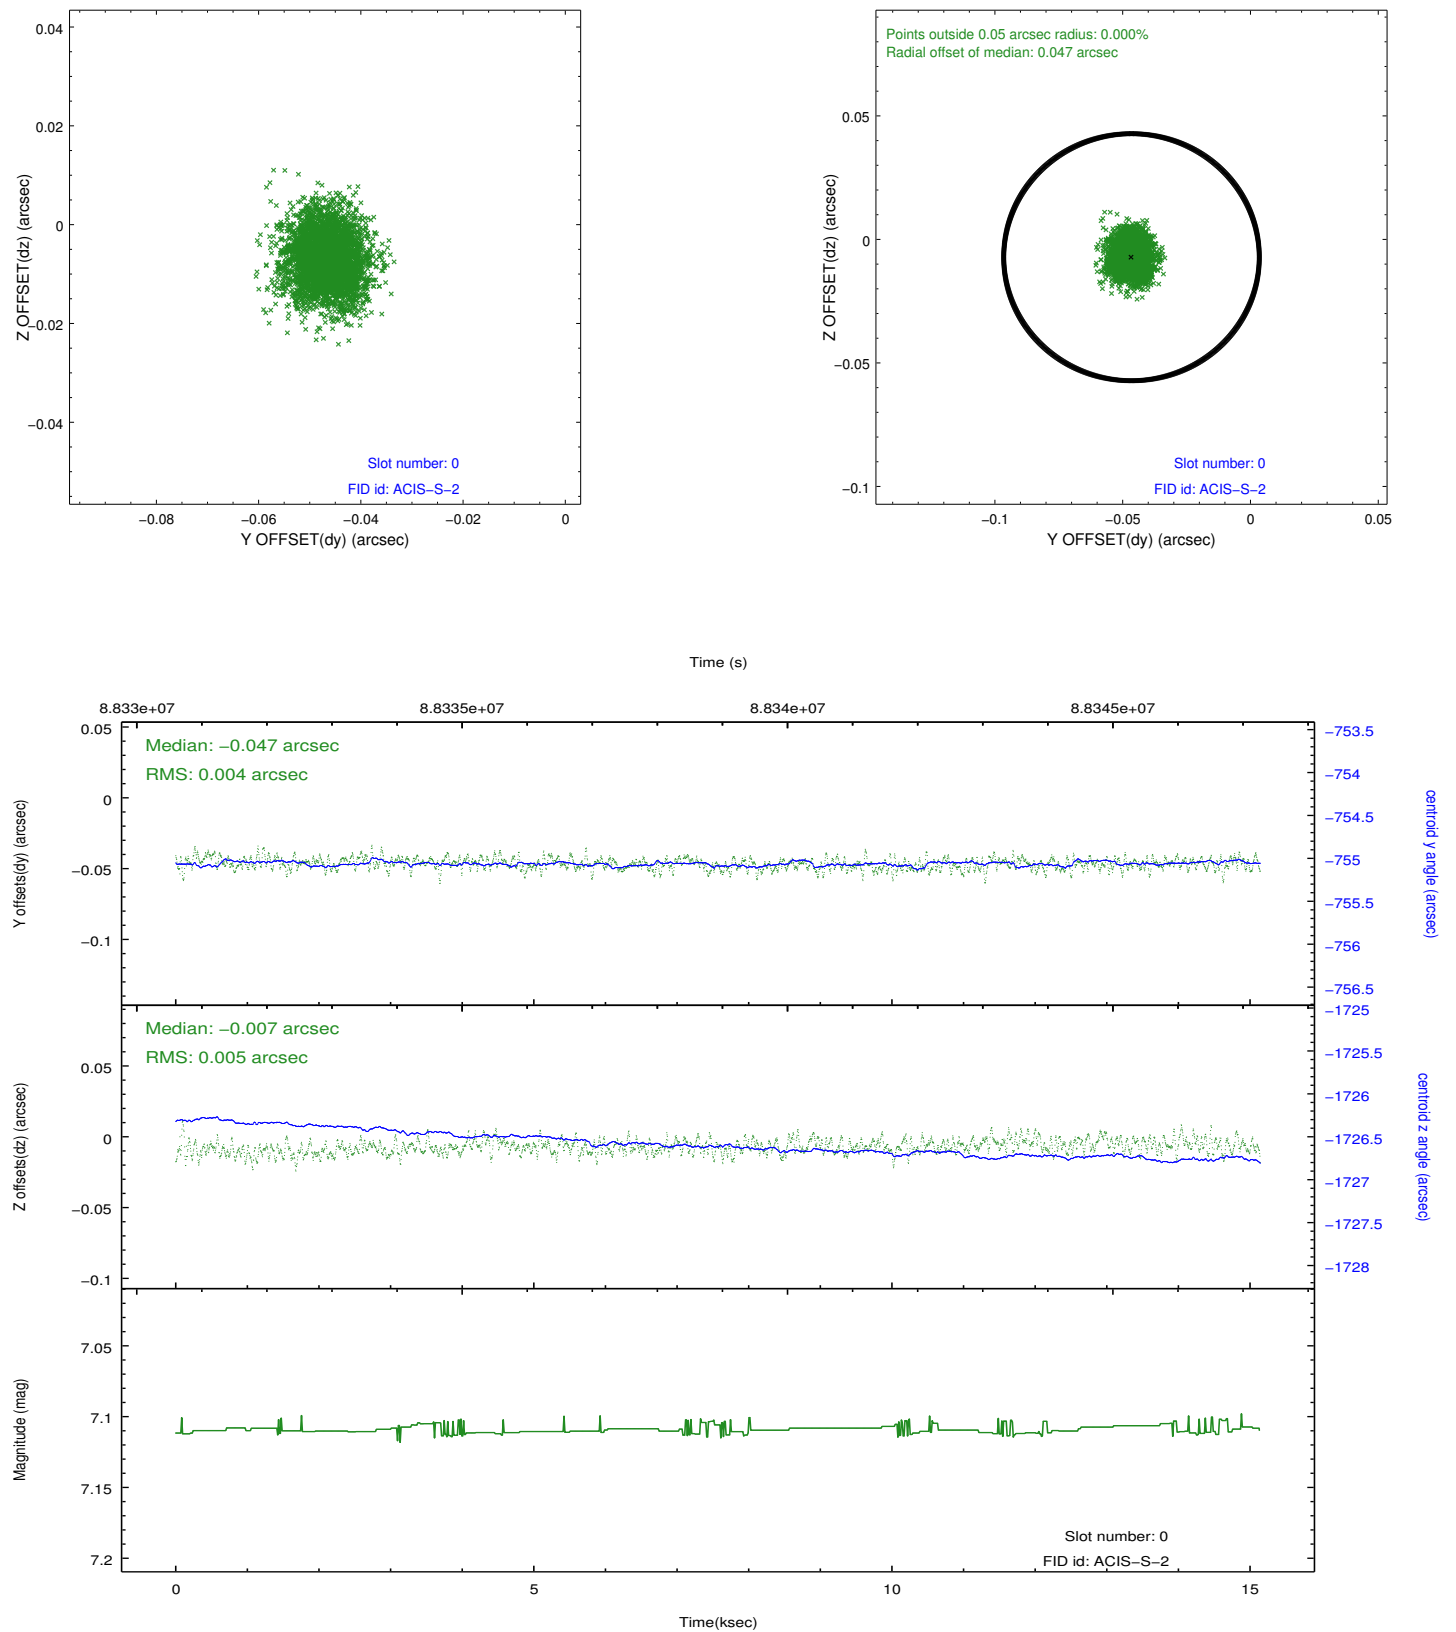 0.04
0.02
0
−0.02
−0.04
Z OFFSET(dz) (arcsec)
Slot number: 0
FID id: ACIS−S−2
−0.08
−0.06
−0.04
−0.02
0
Y OFFSET(dy) (arcsec)
Points outside 0.05 arcsec radius: 0.000%
Radial offset of median: 0.047 arcsec
0.05
0
−0.05
−0.1
Z OFFSET(dz) (arcsec)
Slot number: 0
FID id: ACIS−S−2
−0.1
−0.05
0
0.05
Y OFFSET(dy) (arcsec)
Time (s)
8.833e+07
8.8335e+07
8.834e+07
8.8345e+07
Median: −0.047 arcsec
RMS: 0.004 arcsec
0.05
0
−0.05
−0.1
Y offsets(dy) (arcsec)
−753.5
−754
−754.5
−755
−755.5
−756
−756.5
centroid y angle (arcsec)
Median: −0.007 arcsec
RMS: 0.005 arcsec
0.05
0
−0.05
−0.1
Z offsets(dz) (arcsec)
−1725
−1725.5
−1726
−1726.5
−1727
−1727.5
−1728
centroid z angle (arcsec)
7.05
7.1
7.15
7.2
Magnitude (mag)
Slot number: 0
FID id: ACIS−S−2
0
5
10
15
Time(ksec)